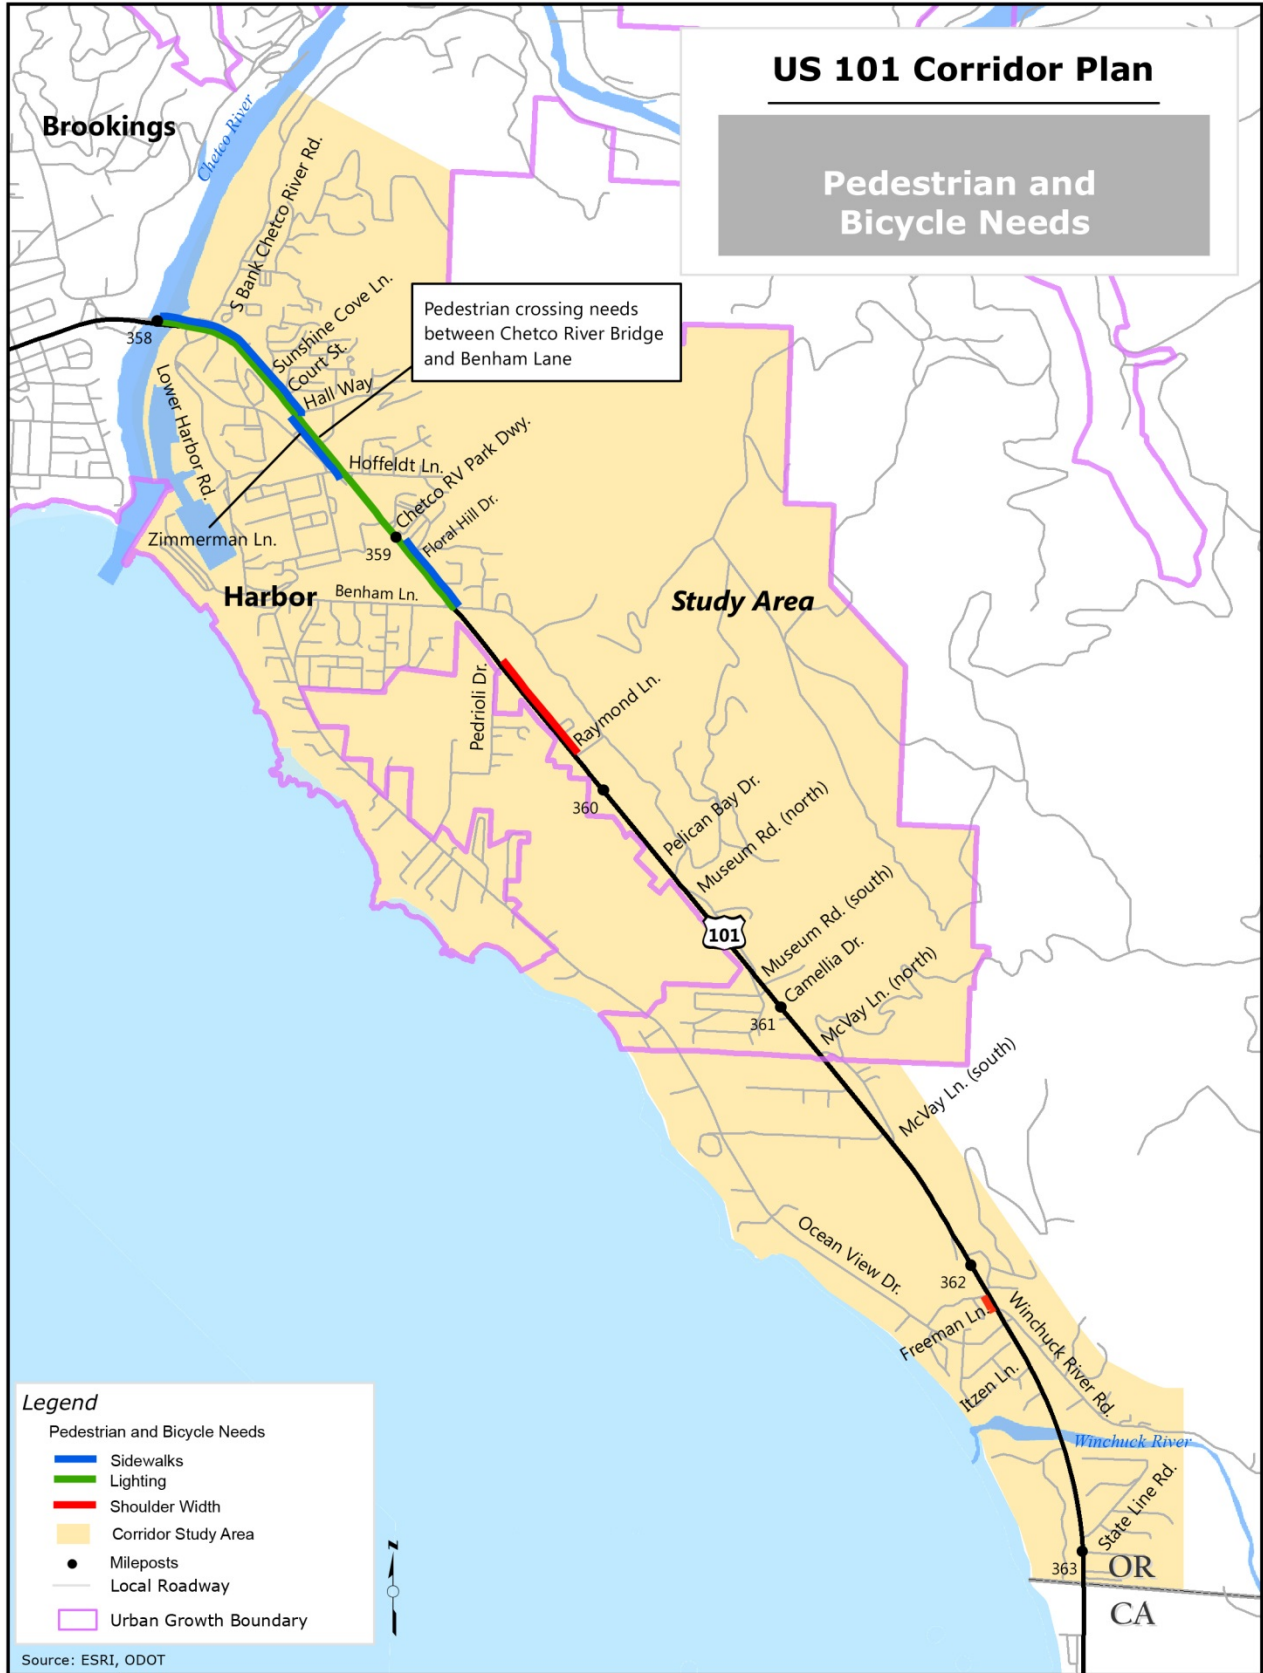 US 101 Corridor Plan
Pedestrian and
Bicycle Needs
Brookings
Chetco River
S Bank Chetco River Rd.
Sunshine Cove Ln.
Court St.
Hall Way
Pedestrian crossing needs
between Chetco River Bridge
and Benham Lane
358
Lower Harbor Rd.
Hoffeldt Ln.
Chetco RV Park Dwy.
Floral Hill Dr.
Zimmerman Ln.
359
Harbor
Benham Ln.
Study Area
Pedrioli Dr.
Raymond Ln.
360
Pelican Bay Dr.
Museum Rd. (north)
101
Museum Rd. (south)
Camellia Dr.
361
McVay Ln. (north)
McVay Ln. (south)
Ocean View Dr.
362
Freeman Ln.
Winchuck River Rd.
Itzen Ln.
Winchuck River
State Line Rd.
363
OR
CA
Legend
Pedestrian and Bicycle Needs
Sidewalks
Lighting
Shoulder Width
Corridor Study Area
Mileposts
Local Roadway
Urban Growth Boundary
z
Source: ESRI, ODOT